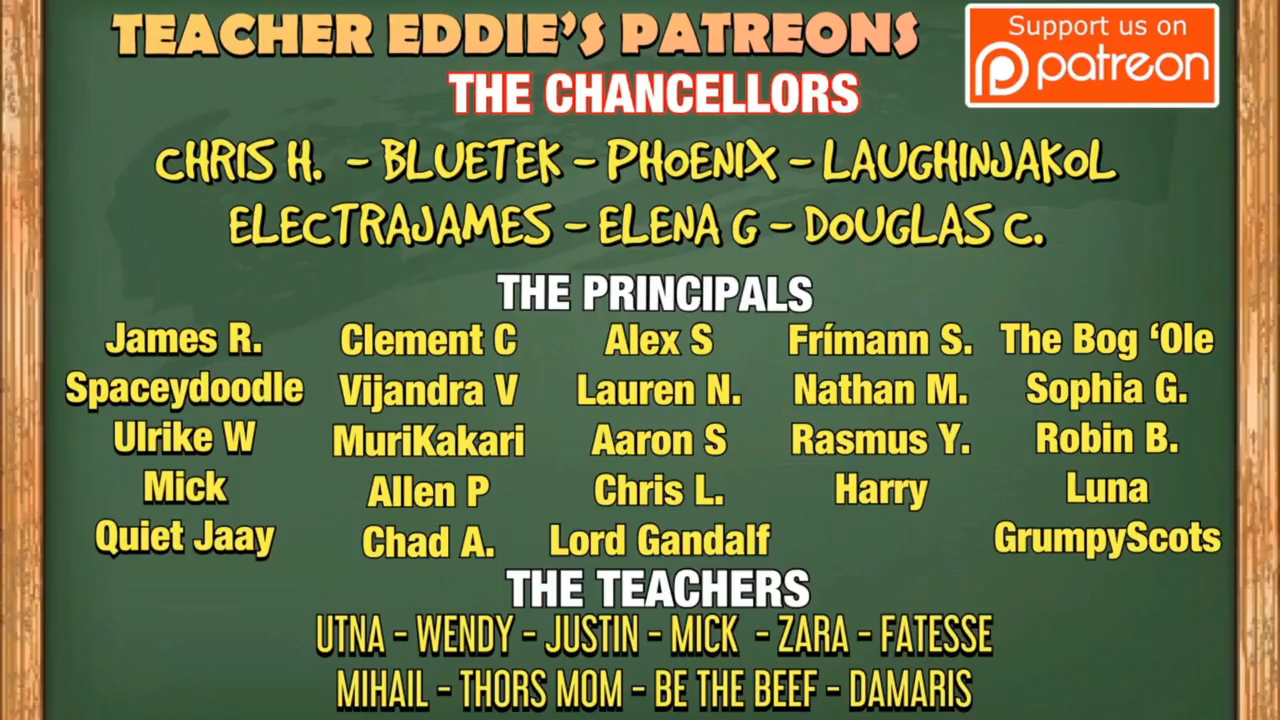 TEACHER EDDIE'S PATREONS
Support us on
patreon
THE CHANCELLORS
CHRIS H. – BLUETEK – PHOENIX – LAUGHINJAKOL
ELECTRAJAMES – ELENA G – DOUGLAS C.
THE PRINCIPALS
James R. Clement C Alex S Frímann S. The Bog ‘Ole
Spaceydoodle Vijandra V Lauren N. Nathan M. Sophia G.
Ulrike W MuriKakari Aaron S Rasmus Y. Robin B.
Mick Allen P Chris L. Harry Luna
Quiet Jaay Chad A. Lord Gandalf GrumpyScots
THE TEACHERS
UTNA – WENDY – JUSTIN – MICK – ZARA – FATESSE
MIHAIL – THORS MOM – BE THE BEEF – DAMARIS